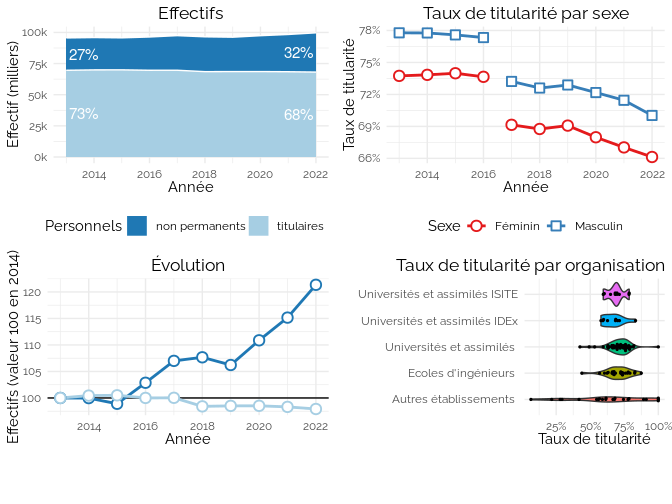 Effectifs
Effectif (milliers)
100k
75k
50k
25k
0k
27%
32%
73%
68%
2014 2016 2018 2020 2022
Année
Personnels non permanents titulaires
Taux de titularité par sexe
Taux de titularité
78%
75%
72%
69%
66%
2014 2016 2018 2020 2022
Année
Sexe Féminin Masculin
Évolution
Effectifs (valeur 100 en 2014)
120
115
110
105
100
2014 2016 2018 2020 2022
Année
Taux de titularité par organisation
Universités et assimilés ISITE
Universités et assimilés IDEx
Universités et assimilés
Ecoles d'ingénieurs
Autres établissements
25% 50% 75% 100%
Taux de titularité